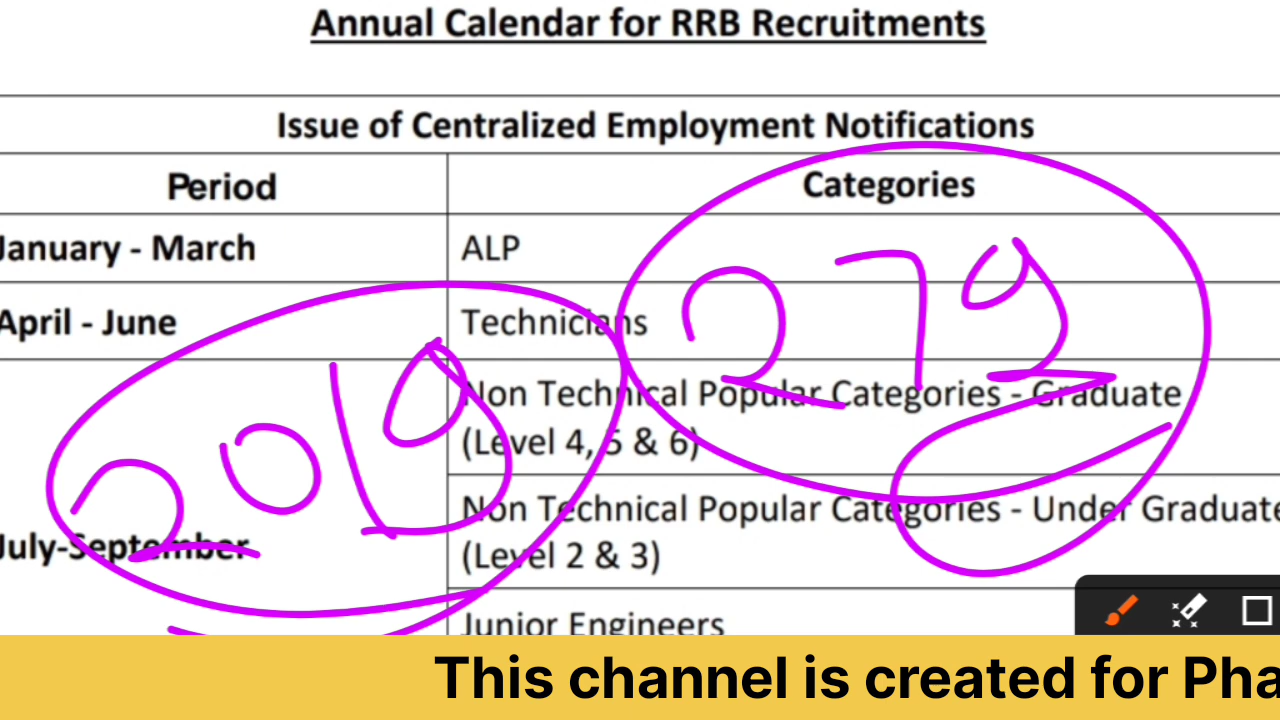 Annual Calendar for RRB Recruitments
Issue of Centralized Employment Notifications
Period Categories
January - March ALP
April - June Technicians
Non Technical Popular Categories - Graduate
(Level 4, 5 & 6)
Non Technical Popular Categories - Under Graduate
(Level 2 & 3)
July-September
Junior Engineers
2019
279
This channel is created for Pha